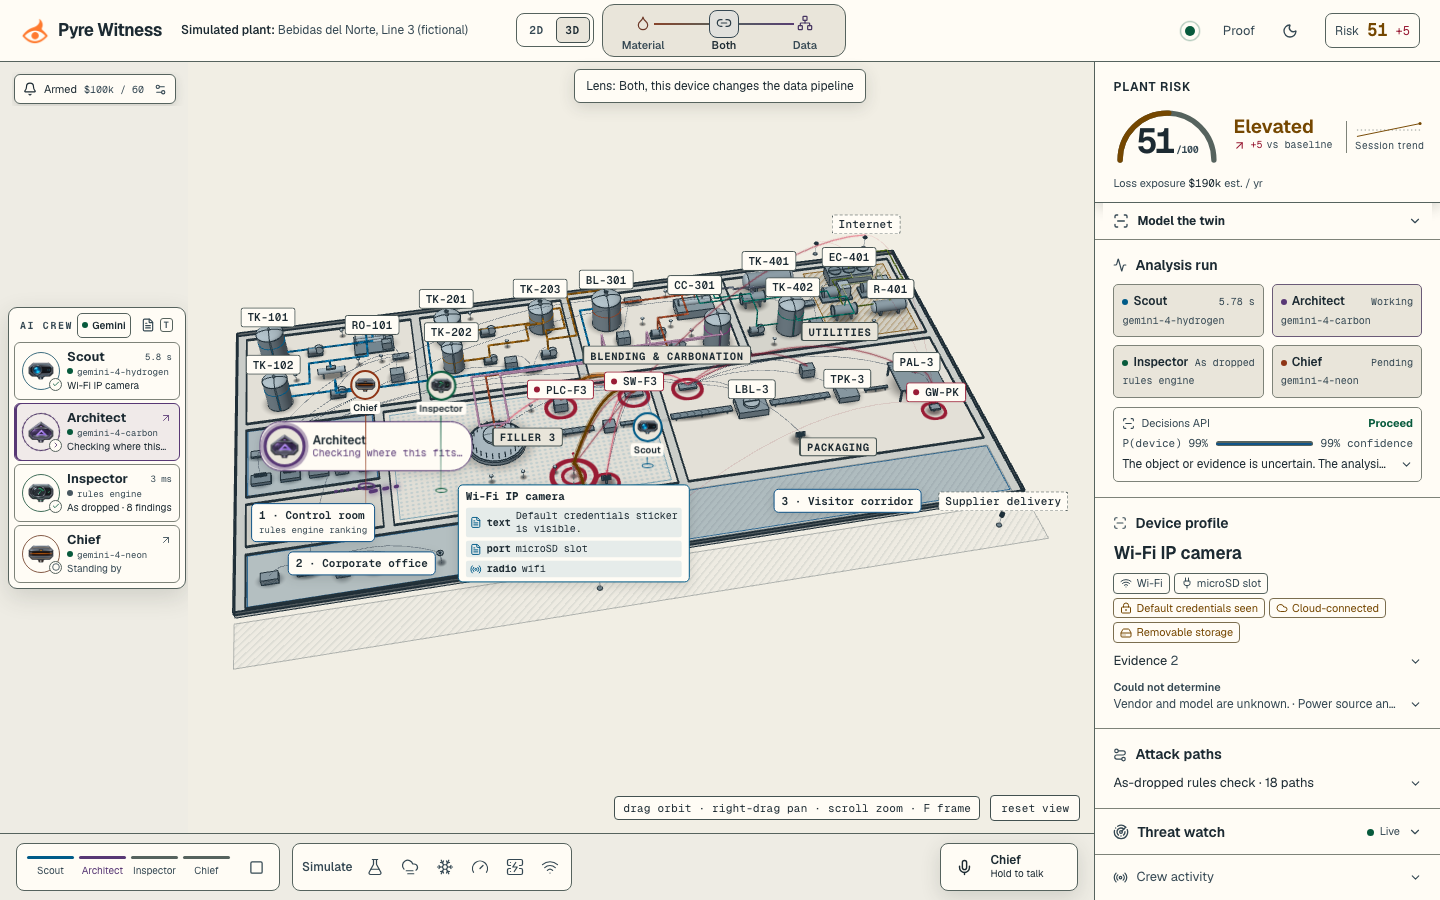 Pyre Witness
Simulated plant: Bebidas del Norte, Line 3 (fictional)
2D 3D
Material Both Data
Proof
Risk 51 +5
Armed $100k / 60
Lens: Both, this device changes the data pipeline
AI CREW Gemini T
Scout 5.8 s
gemini-4-hydrogen
Wi-Fi IP camera
Architect
gemini-4-carbon
Checking where this…
Inspector 3 ms
rules engine
As dropped · 8 findings
Chief
gemini-4-neon
Standing by
Internet
TK-401
EC-401
TK-402
R-401
BL-301
CC-301
TK-203
TK-201
TK-202
TK-101
RO-101
TK-102
UTILITIES
BLENDING & CARBONATION
PAL-3
PLC-F3
SW-F3
LBL-3
TPK-3
GW-PK
Chief
Inspector
Scout
FILLER 3
PACKAGING
Architect
Checking where this fits…
Wi-Fi IP camera
text Default credentials sticker
is visible.
port microSD slot
radio wifi
1 · Control room
rules engine ranking
2 · Corporate office
3 · Visitor corridor
Supplier delivery
drag orbit · right-drag pan · scroll zoom · F frame
reset view
Scout Architect Inspector Chief
Simulate
Chief
Hold to talk
PLANT RISK
51/100
Elevated
+5 vs baseline
Session trend
Loss exposure $190k est. / yr
Model the twin
Analysis run
Scout 5.78 s
gemini-4-hydrogen
Architect Working
gemini-4-carbon
Inspector As dropped
rules engine
Chief Pending
gemini-4-neon
Decisions API Proceed
P(device) 99% 99% confidence
The object or evidence is uncertain. The analysi…
Device profile
Wi-Fi IP camera
Wi-Fi microSD slot
Default credentials seen Cloud-connected
Removable storage
Evidence 2
Could not determine
Vendor and model are unknown. · Power source an…
Attack paths
As-dropped rules check · 18 paths
Threat watch Live
Crew activity